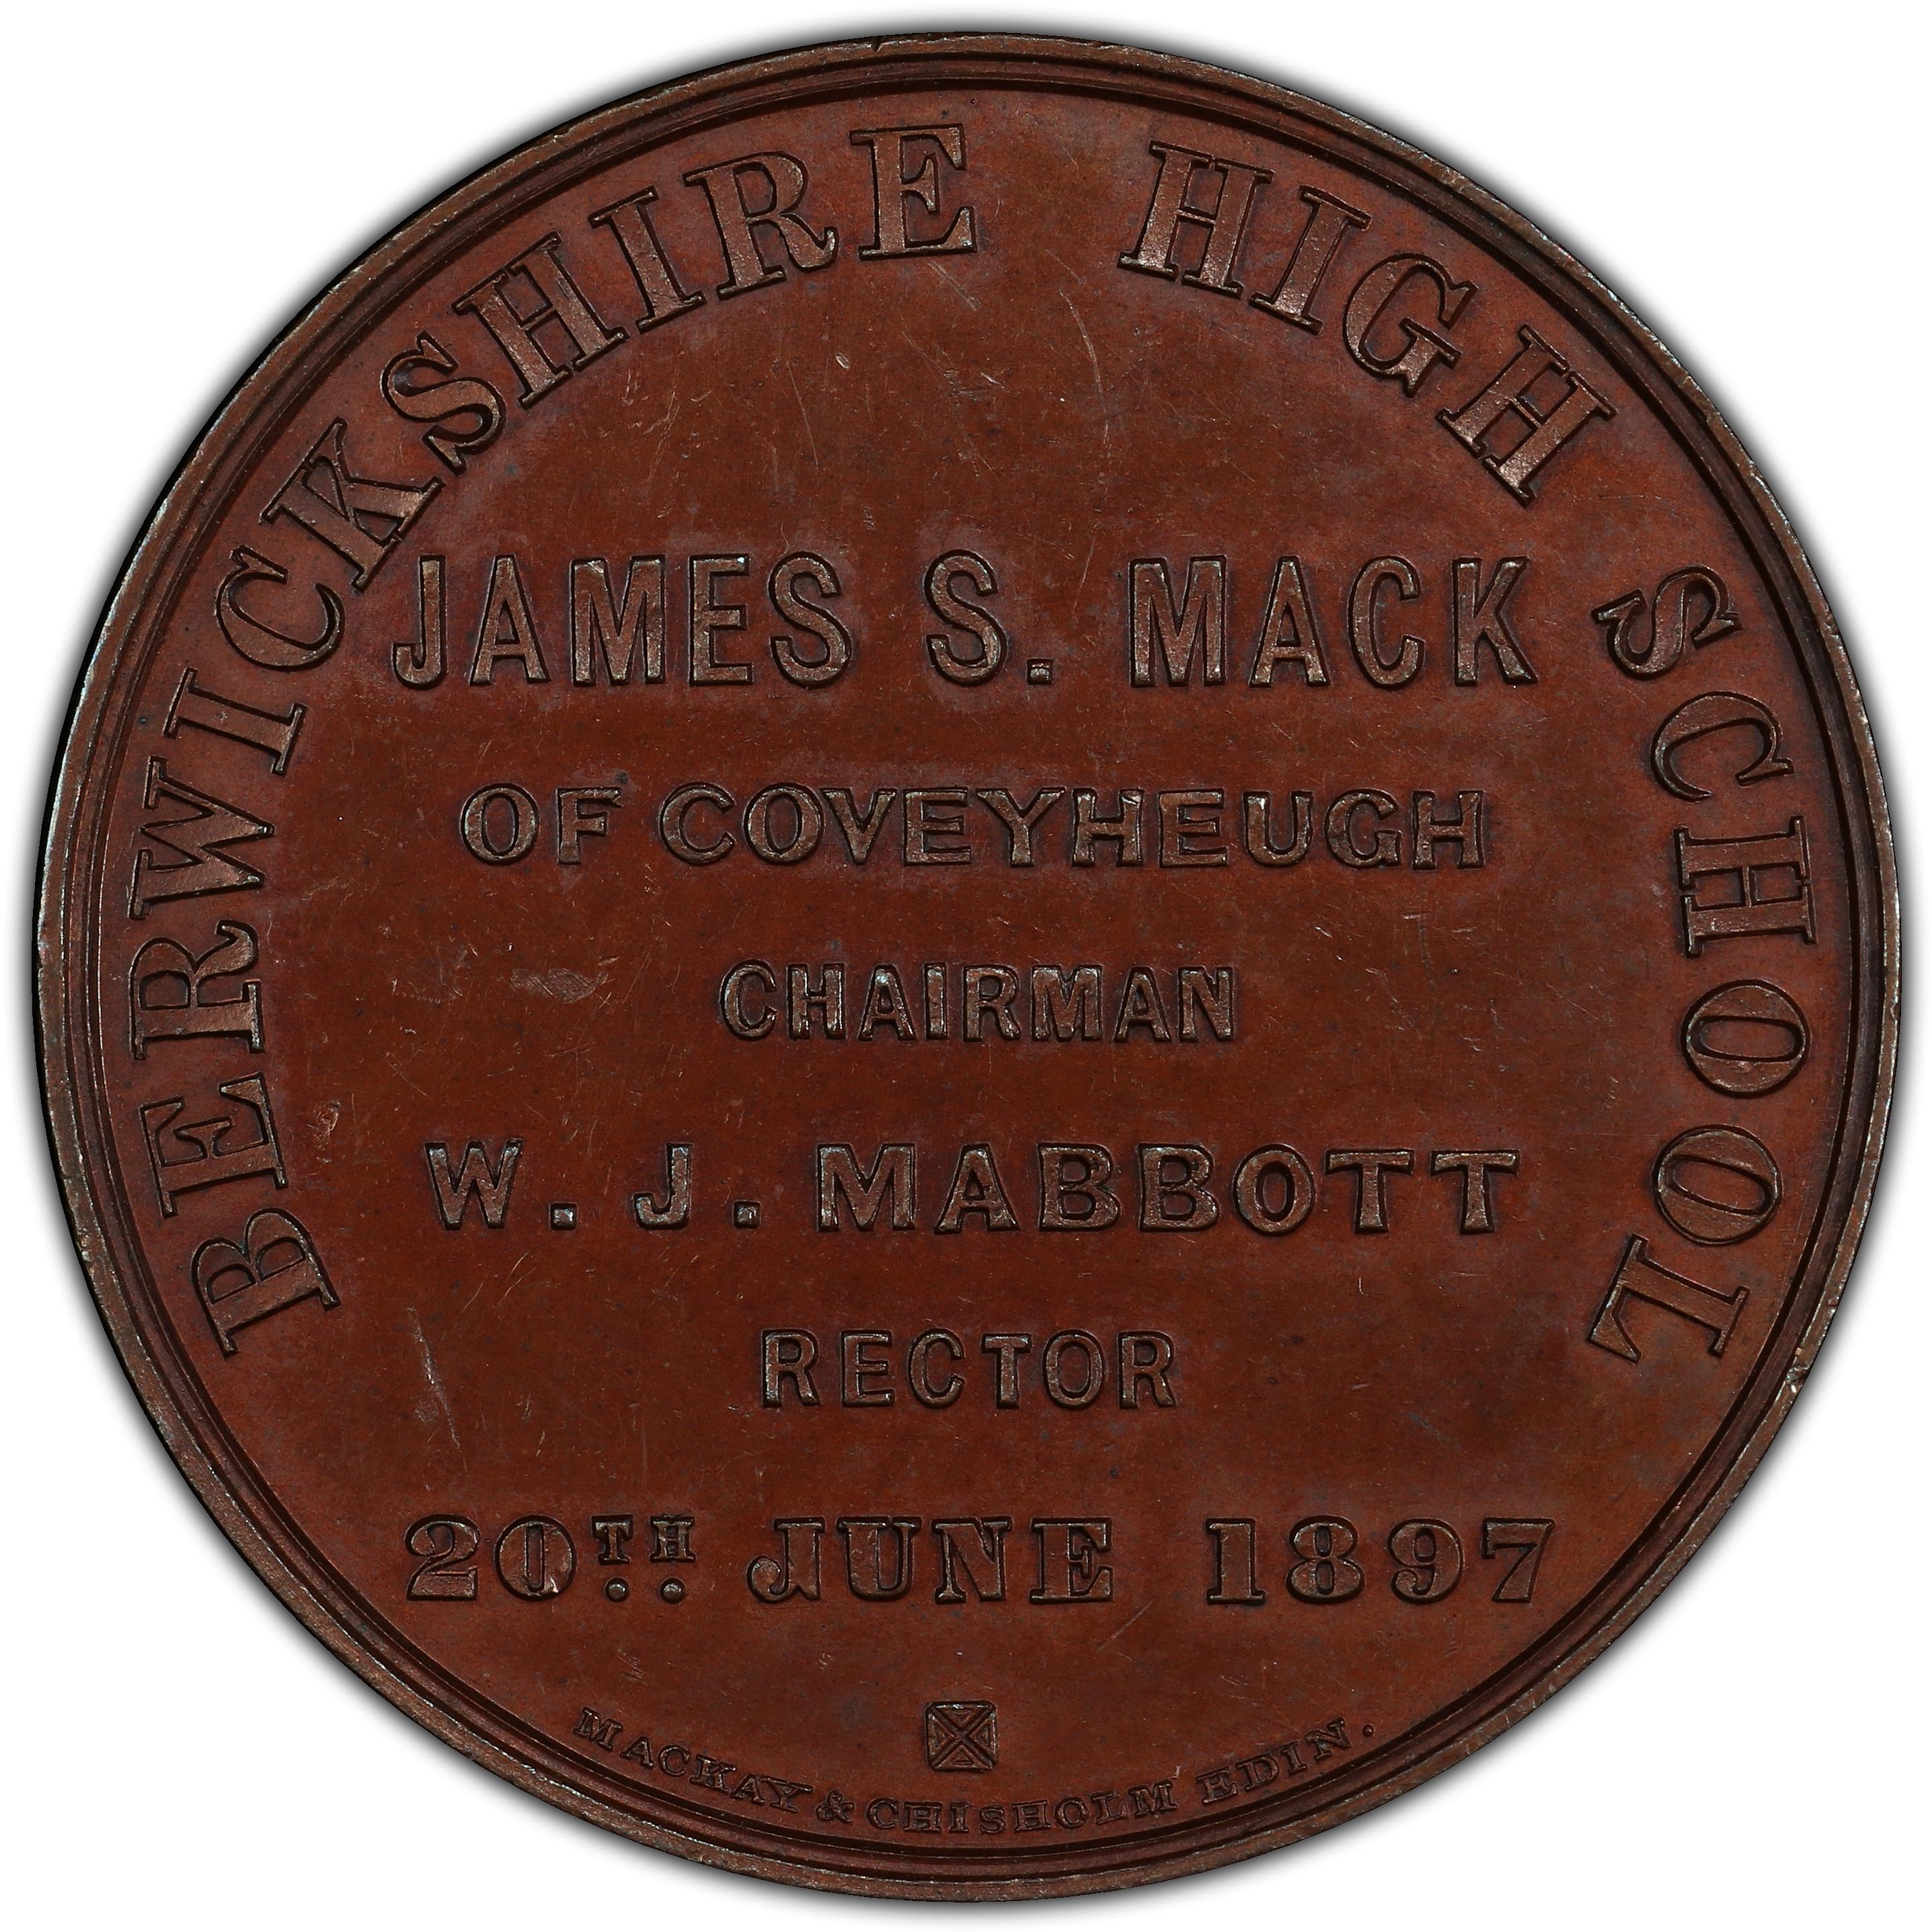 BERWICKSHIRE HIGH SCHOOL
JAMES S. MACK
OF COVEYHEUGH
CHAIRMAN
W. J. MABBOTT
RECTOR
20TH JUNE 1897
MACKAY & CHISHOLM EDIN.